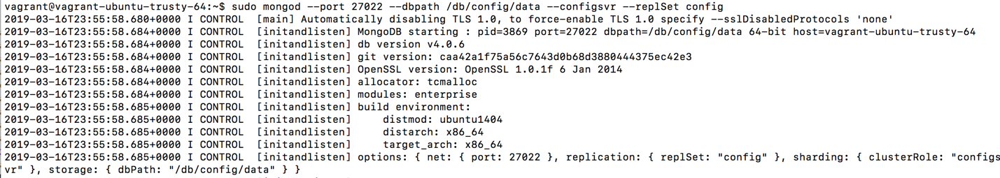 vagrant@vagrant-ubuntu-trusty-64:~$ sudo mongod --port 27022 --dbpath /db/config/data --configsvr --replSet config
2019-03-16T23:55:58.680+0000 I CONTROL  [main] Automatically disabling TLS 1.0, to force-enable TLS 1.0 specify --sslDisabledProtocols 'none'
2019-03-16T23:55:58.684+0000 I CONTROL  [initandlisten] MongoDB starting : pid=3869 port=27022 dbpath=/db/config/data 64-bit host=vagrant-ubuntu-trusty-64
2019-03-16T23:55:58.684+0000 I CONTROL  [initandlisten] db version v4.0.6
2019-03-16T23:55:58.684+0000 I CONTROL  [initandlisten] git version: caa42a1f75a56c7643d0b68d3880444375ec42e3
2019-03-16T23:55:58.684+0000 I CONTROL  [initandlisten] OpenSSL version: OpenSSL 1.0.1f 6 Jan 2014
2019-03-16T23:55:58.684+0000 I CONTROL  [initandlisten] allocator: tcmalloc
2019-03-16T23:55:58.684+0000 I CONTROL  [initandlisten] modules: enterprise
2019-03-16T23:55:58.685+0000 I CONTROL  [initandlisten] build environment:
2019-03-16T23:55:58.685+0000 I CONTROL  [initandlisten]     distmod: ubuntu1404
2019-03-16T23:55:58.685+0000 I CONTROL  [initandlisten]     distarch: x86_64
2019-03-16T23:55:58.685+0000 I CONTROL  [initandlisten]     target_arch: x86_64
2019-03-16T23:55:58.685+0000 I CONTROL  [initandlisten] options: { net: { port: 27022 }, replication: { replSet: "config" }, sharding: { clusterRole: "configs
vr" }, storage: { dbPath: "/db/config/data" } }